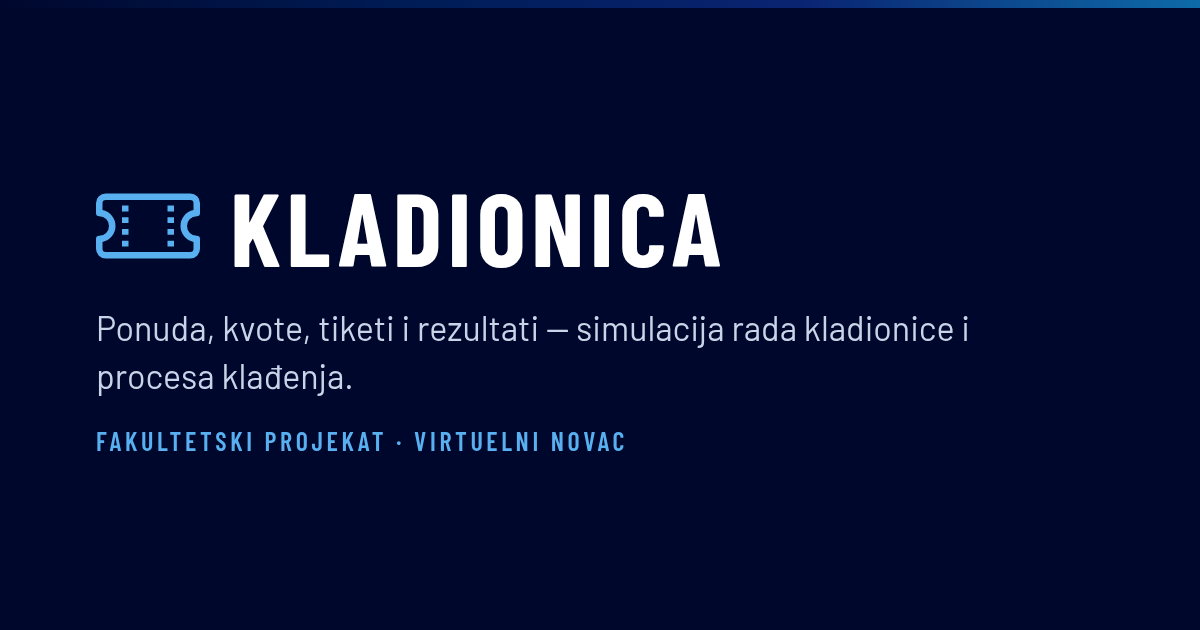 KLADIONICA
Ponuda, kvote, tiketi i rezultati — simulacija rada kladionice i
procesa klađenja.
FAKULTETSKI PROJEKAT · VIRTUELNI NOVAC